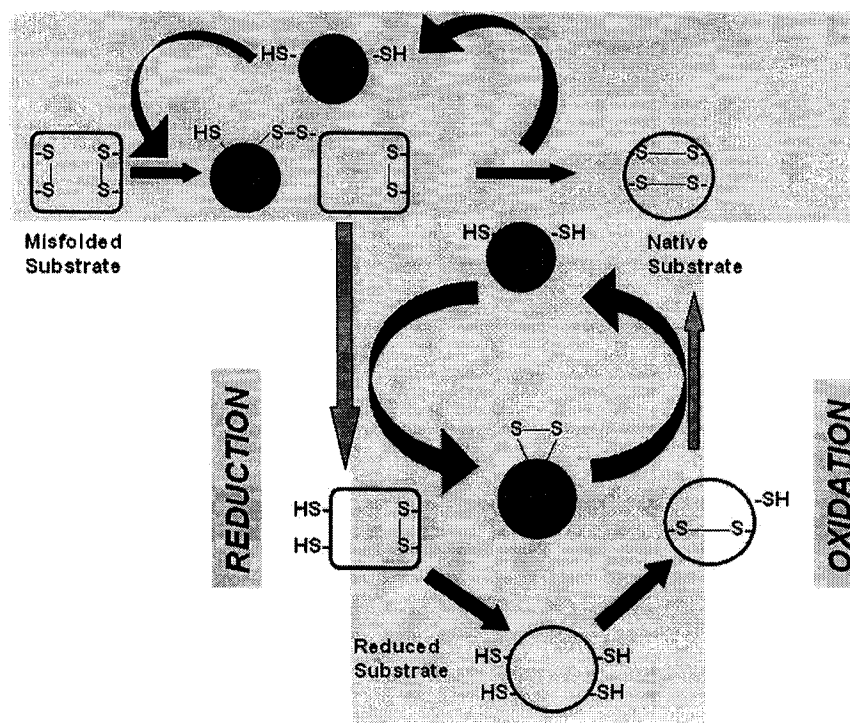 HS- -SH
HS S-S-
-S S- S- S S
-S S- S- S S-
Misfolded
Substrate
HS- -SH
Native
Substrate
REDUCTION
OXIDATION
S S
HS- S-
HS- S-
-SH
-S S-
Reduced
Substrate
HS- -SH
HS- -SH